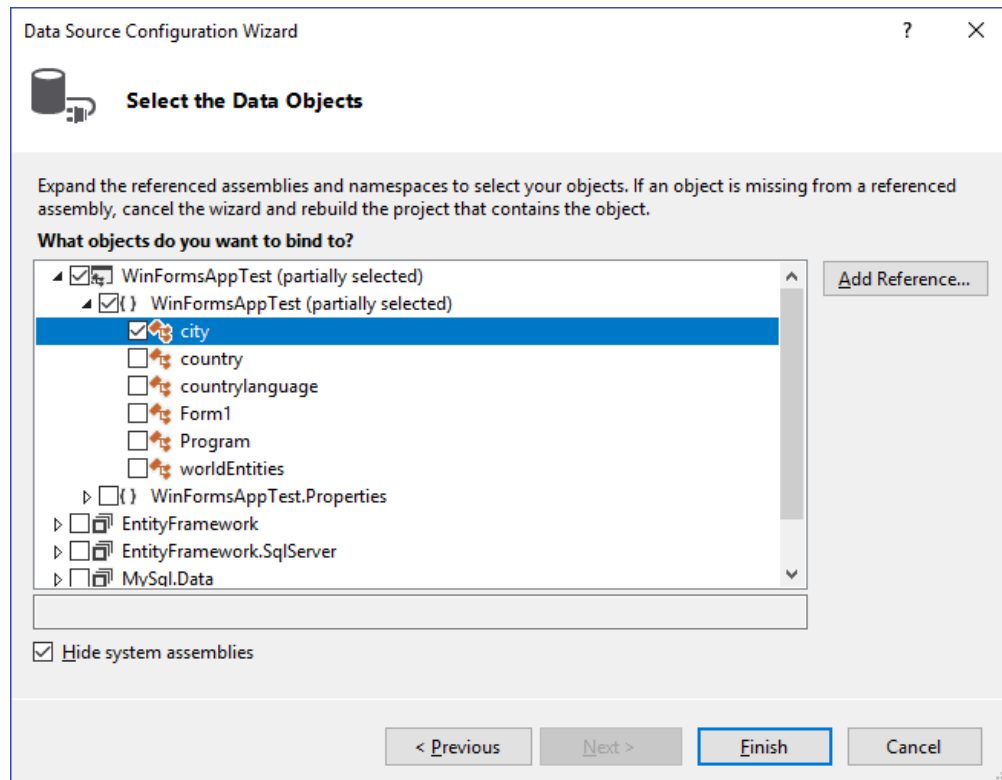 Data Source Configuration Wizard
?
Select the Data Objects
Expand the referenced assemblies and namespaces to select your objects. If an object is missing from a referenced
assembly, cancel the wizard and rebuild the project that contains the object.
What objects do you want to bind to?
WinFormsAppTest (partially selected)
Add Reference...
{ } WinFormsAppTest (partially selected)
city
country
countrylanguage
Form1
Program
worldEntities
{ } WinFormsAppTest.Properties
EntityFramework
EntityFramework.SqlServer
MySql.Data
Hide system assemblies
< Previous
Next >
Finish
Cancel